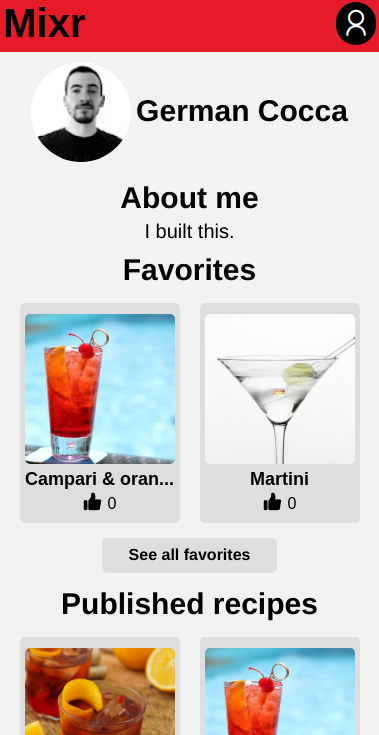 Mixr
German Cocca
About me
I built this.
Favorites
Campari & oran...
Martini
0
0
See all favorites
Published recipes